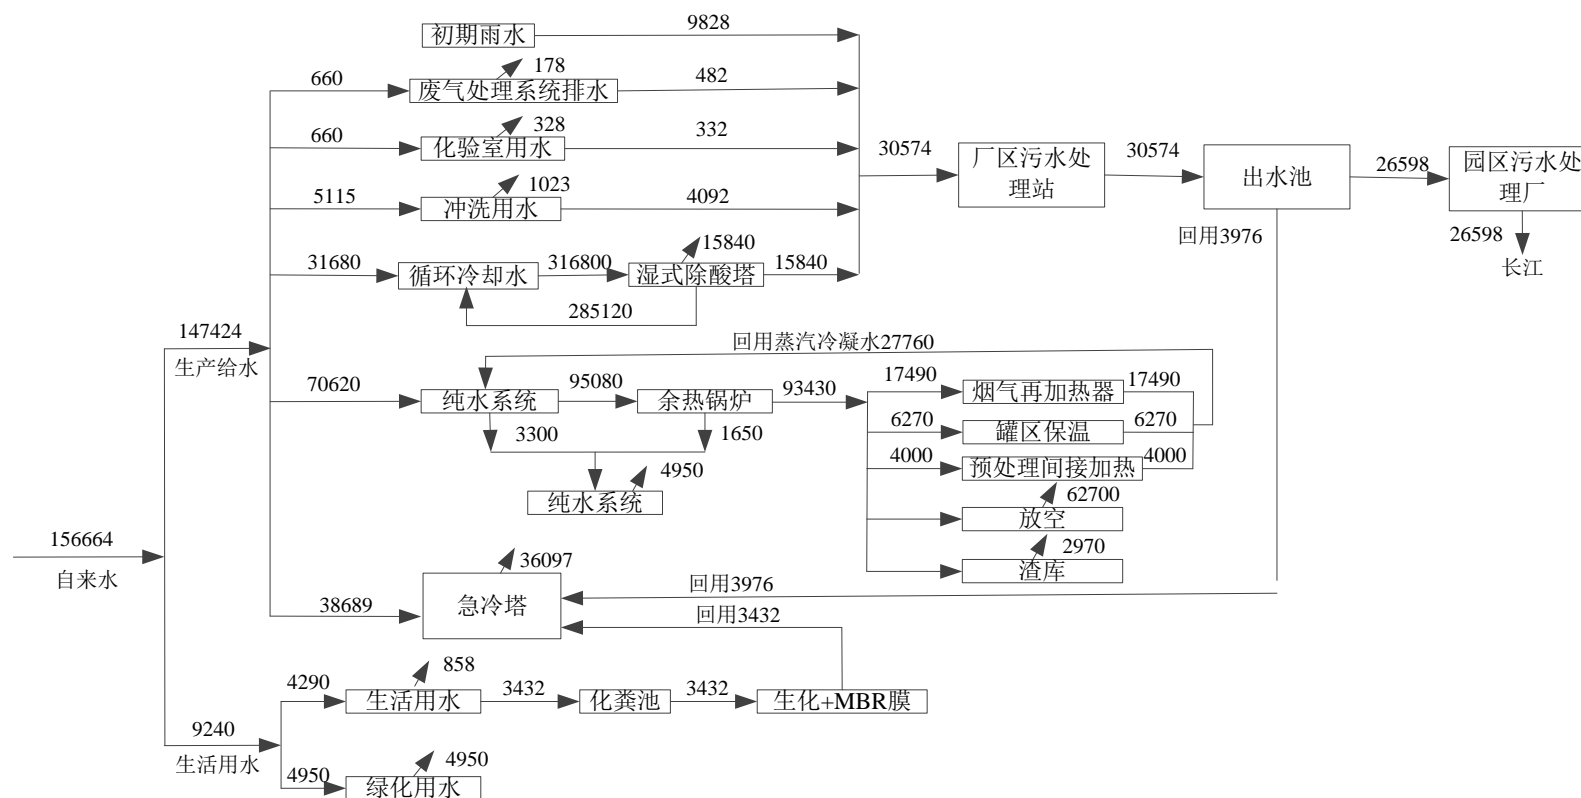 初期雨水
9828
660
178
废气处理系统排水
482
660
328
化验室用水
332
5115
1023
冲洗用水
4092
30574
厂区污水处
理站
30574
出水池
26598
园区污水处
理厂
26598
长江
回用3976
31680
循环冷却水
316800
15840
湿式除酸塔
15840
285120
147424
生产给水
回用蒸汽冷凝水27760
70620
纯水系统
95080
余热锅炉
93430
17490
烟气再加热器
17490
6270
罐区保温
6270
4000
预处理间接加热
4000
3300
1650
4950
纯水系统
62700
放空
2970
渣库
156664
自来水
36097
急冷塔
38689
回用3976
回用3432
858
4290
生活用水
3432
化粪池
3432
生化+MBR膜
9240
生活用水
4950
4950
绿化用水